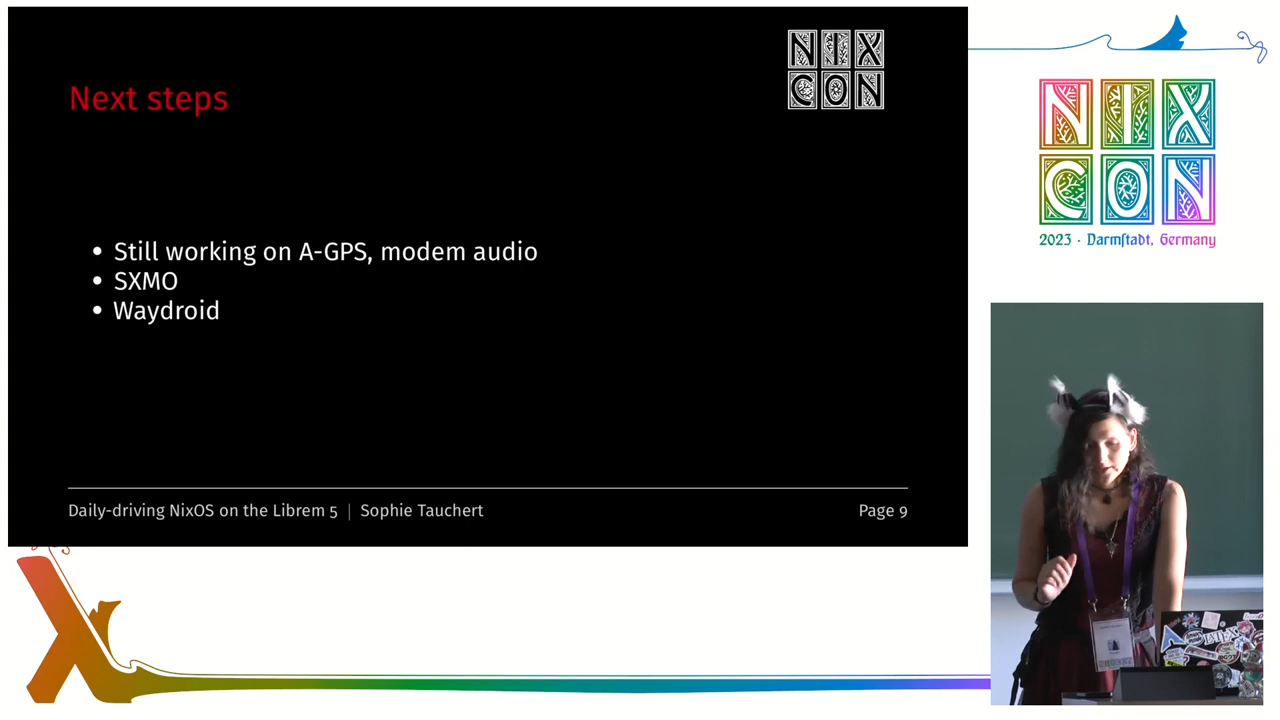 Next steps
NIX
CON
• Still working on A-GPS, modem audio
• SXMO
• Waydroid
Daily-driving NixOS on the Librem 5 | Sophie Tauchert
Page 9
NIX
CON
2023 · Darmſtadt, Germany
LATEX